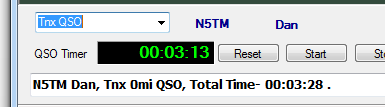 Tnx QSO N5TM Dan
QSO Timer 00:03:13 Reset Start
N5TM Dan, Tnx 0mi QSO, Total Time- 00:03:28 .